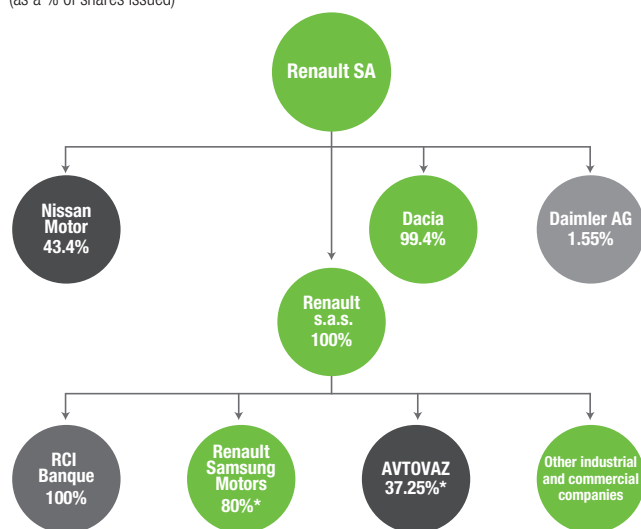 (as a % of shares issued)
Renault SA
Nissan
Motor
43.4%
Dacia
99.4%
Daimler AG
1.55%
Renault
s.a.s.
100%
RCI
Banque
100%
Renault
Samsung
Motors
80%*
AVTOVAZ
37.25%*
Other industrial
and commercial
companies